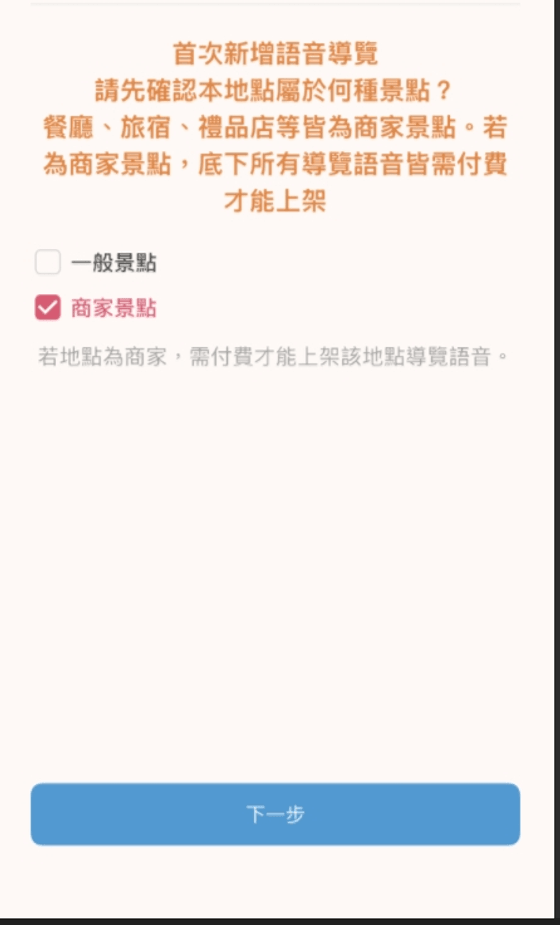 首次新增語音導覽
請先確認本地點屬於何種景點？
餐廳、旅宿、禮品店等皆為商家景點。若
為商家景點，底下所有導覽語音皆需付費
才能上架
一般景點
商家景點
若地點為商家，需付費才能上架該地點導覽語音。
下一步